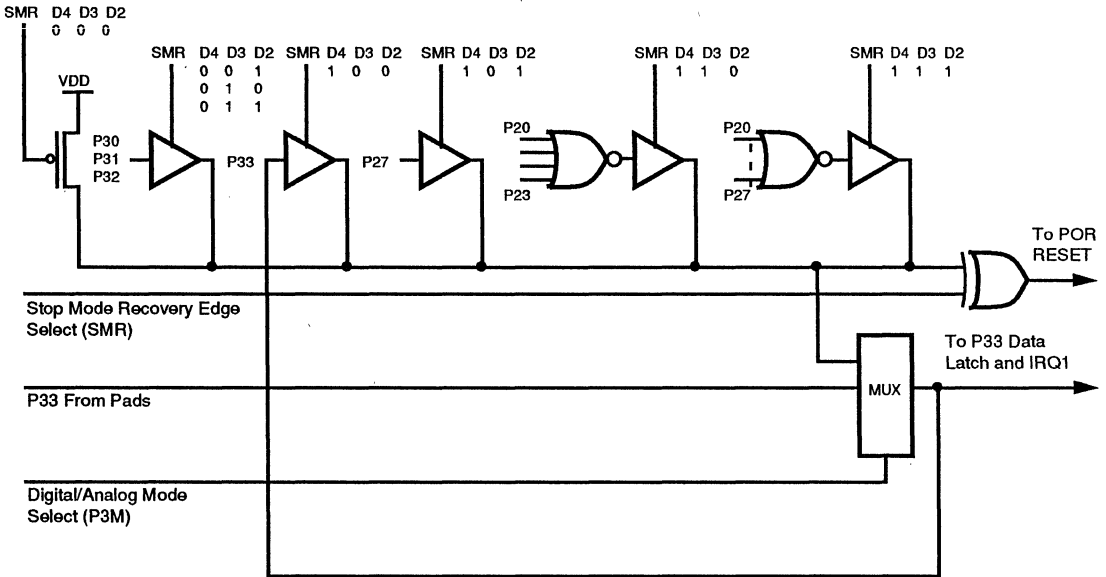 SMR D4 D3 D2
0 0 0
SMR D4 D3 D2
0 0 1
0 1 0
0 1 1
SMR D4 D3 D2
1 0 0
SMR D4 D3 D2
1 0 1
SMR D4 D3 D2
1 1 0
SMR D4 D3 D2
1 1 1
VDD
P30
P31
P32
P33
P27
P20
P23
P20
P27
To POR
RESET
Stop Mode Recovery Edge
Select (SMR)
To P33 Data
Latch and IRQ1
MUX
P33 From Pads
Digital/Analog Mode
Select (P3M)